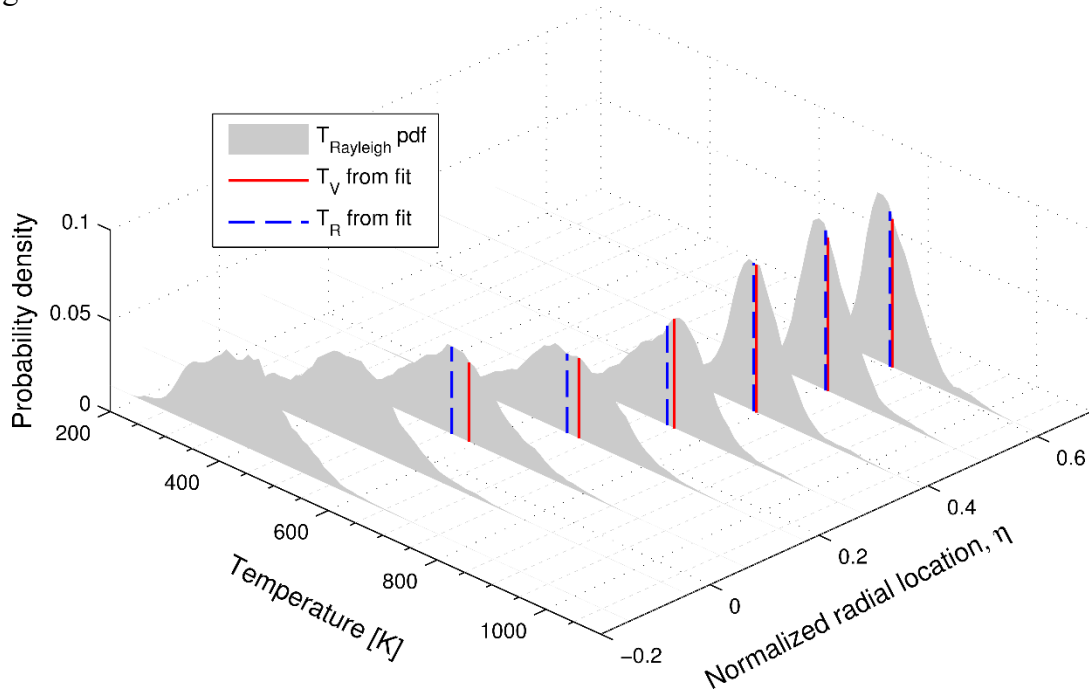 g
T_Rayleigh pdf
T_V from fit
T_R from fit
Probability density
0.1
0.05
0
200
400
600
800
1000
Temperature [K]
−0.2
0
0.2
0.4
0.6
Normalized radial location, η